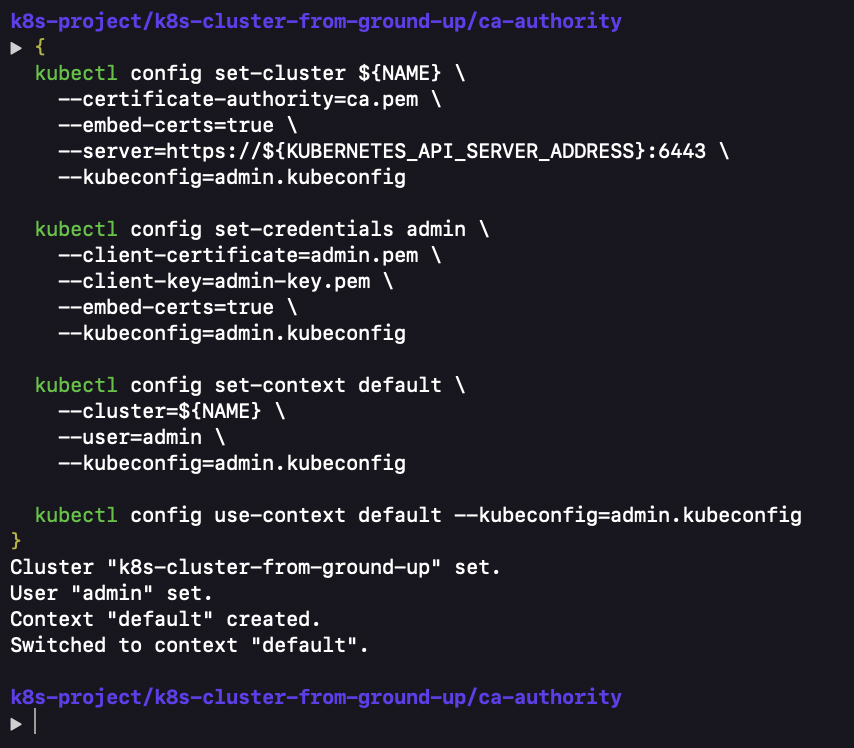 k8s-project/k8s-cluster-from-ground-up/ca-authority
▶ {
  kubectl config set-cluster ${NAME} \
    --certificate-authority=ca.pem \
    --embed-certs=true \
    --server=https://${KUBERNETES_API_SERVER_ADDRESS}:6443 \
    --kubeconfig=admin.kubeconfig

  kubectl config set-credentials admin \
    --client-certificate=admin.pem \
    --client-key=admin-key.pem \
    --embed-certs=true \
    --kubeconfig=admin.kubeconfig

  kubectl config set-context default \
    --cluster=${NAME} \
    --user=admin \
    --kubeconfig=admin.kubeconfig

  kubectl config use-context default --kubeconfig=admin.kubeconfig
}
Cluster "k8s-cluster-from-ground-up" set.
User "admin" set.
Context "default" created.
Switched to context "default".

k8s-project/k8s-cluster-from-ground-up/ca-authority
▶